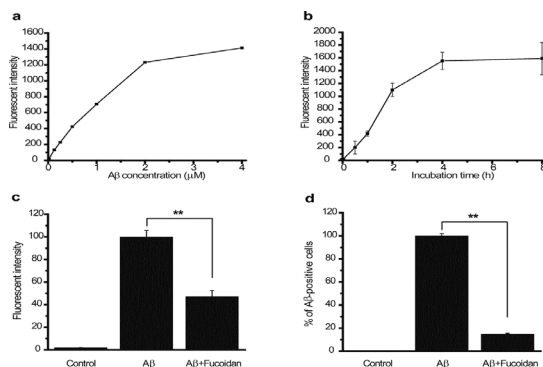 a
Fluorescent intensity
1600
1400
1200
1000
800
600
400
200
0
0 1 2 3 4
Aβ concentration (μM)
b
Fluorescent intensity
2000
1800
1600
1400
1200
1000
800
600
400
200
0
0 2 4 6 8
Incubation time (h)
c
Fluorescent intensity
120
100
80
60
40
20
0
**
Control Aβ Aβ+Fucoidan
d
% of Aβ-positive cells
120
100
80
60
40
20
0
**
Control Aβ Aβ+Fucoidan